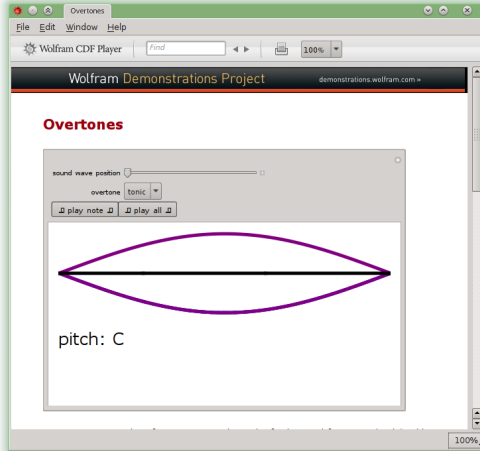 Overtones
File Edit Window Help
Wolfram CDF Player Find 100%
Wolfram Demonstrations Project demonstrations.wolfram.com »
Overtones
sound wave position
overtone tonic
♫ play note ♫ ♫ play all ♫
pitch: C
100%